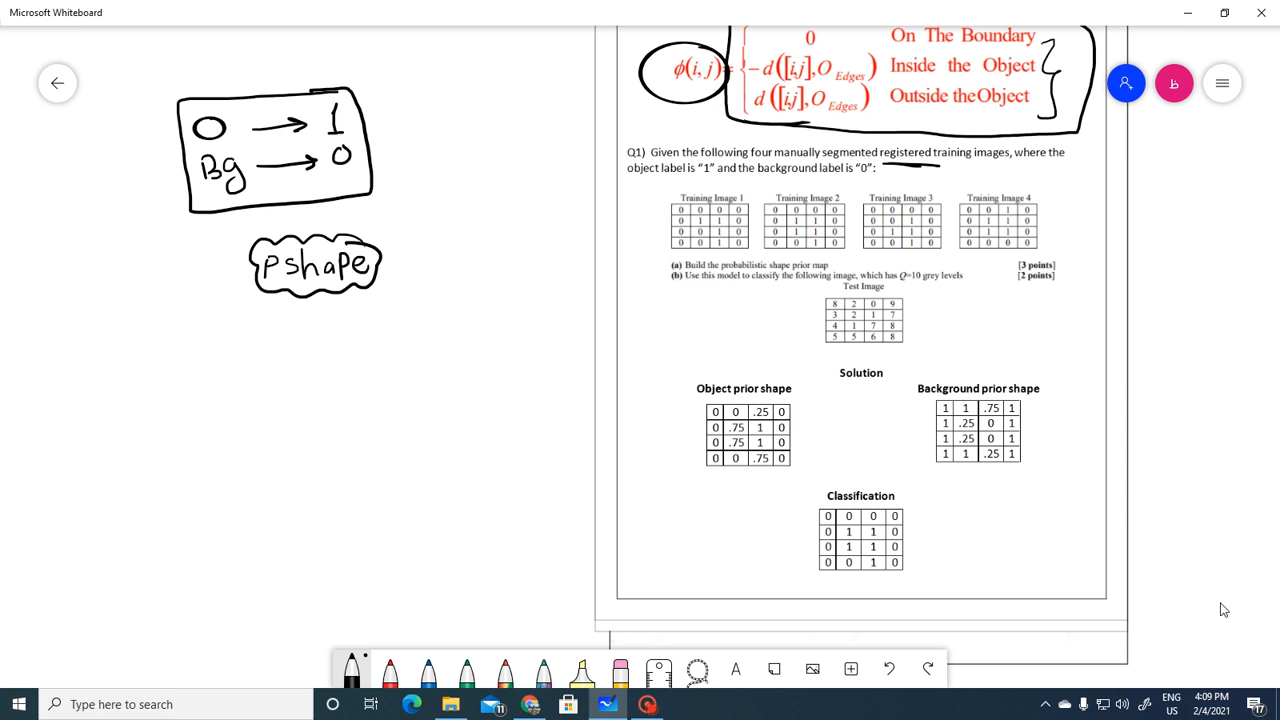 Microsoft Whiteboard
O → 1
Bg → 0
pshape
0 On The Boundary
ϕ(i, j) = − d([i,j],O Edges) Inside the Object
d ([i,j],O Edges) Outside the Object
Q1) Given the following four manually segmented registered training images, where the
object label is “1” and the background label is “0”:
Training Image 1 Training Image 2 Training Image 3 Training Image 4
0 0 0 0 0 0 0 0 0 0 0 0 0 0 1 0
0 1 1 0 0 1 1 0 0 0 1 0 0 1 1 0
0 0 1 0 0 1 1 0 0 1 1 0 0 1 1 0
0 0 1 0 0 0 1 0 0 0 1 0 0 0 0 0
(a) Build the probabilistic shape prior map [3 points]
(b) Use this model to classify the following image, which has Q=10 grey levels [2 points]
Test Image
8 2 0 9
3 2 1 7
4 1 7 8
5 5 6 8
Solution
Object prior shape Background prior shape
0 0 .25 0 1 1 .75 1
0 .75 1 0 1 .25 0 1
0 .75 1 0 1 .25 0 1
0 0 .75 0 1 1 .25 1
Classification
0 0 0 0
0 1 1 0
0 1 1 0
0 0 1 0
A
Type here to search
11
ENG
US
4:09 PM
2/4/2021
17